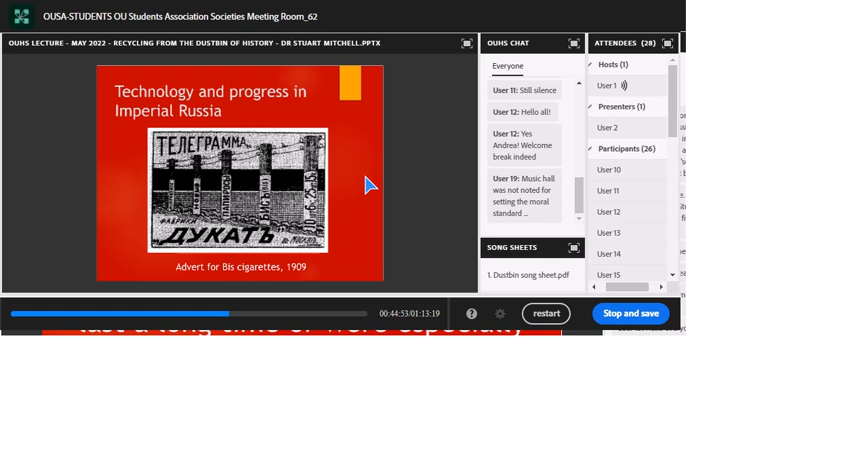 OUSA-STUDENTS OU Students Association Societies Meeting Room_62
OUHS LECTURE - MAY 2022 - RECYCLING FROM THE DUSTBIN OF HISTORY - DR STUART MITCHELL.PPTX
Technology and progress in
Imperial Russia
ТЕЛЕГРАММА
ФАБРИКИ
ДУКАТЪ
Advert for Bis cigarettes, 1909
OUHS CHAT
Everyone
User 11: Still silence
User 12: Hello all!
User 12: Yes
Andrea! Welcome
break indeed
User 19: Music hall
was not noted for
setting the moral
standard ...
SONG SHEETS
1. Dustbin song sheet.pdf
ATTENDEES (28)
Hosts (1)
User 1
Presenters (1)
User 2
Participants (26)
User 10
User 11
User 12
User 13
User 14
User 15
00:44:53/01:13:19
restart
Stop and save